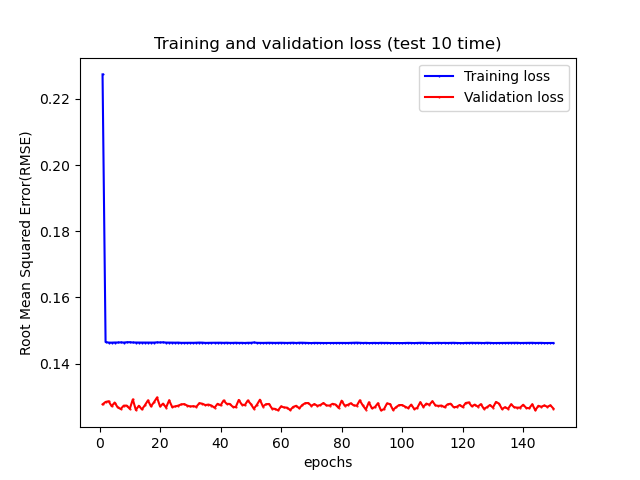 Training and validation loss (test 10 time)
Training loss
Validation loss
Root Mean Squared Error(RMSE)
0.22
0.20
0.18
0.16
0.14
0 20 40 60 80 100 120 140
epochs